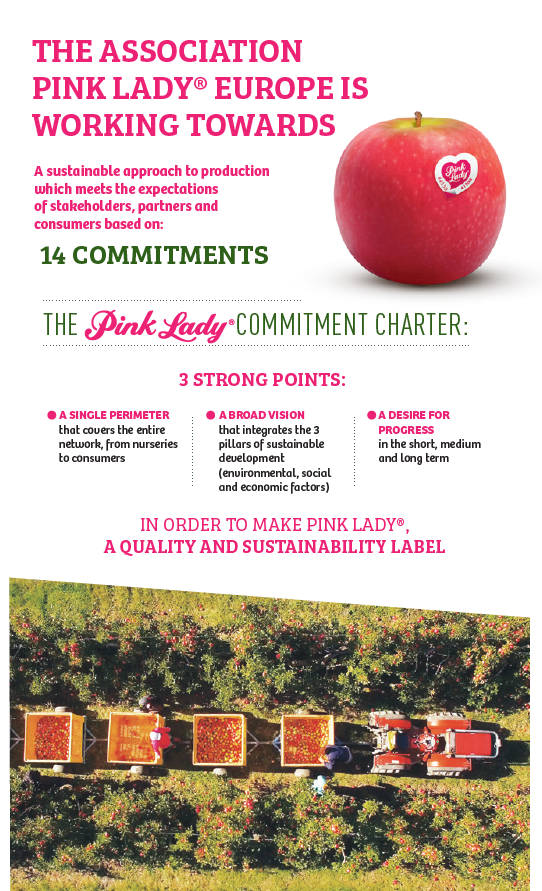 THE ASSOCIATION
PINK LADY® EUROPE IS
WORKING TOWARDS
A sustainable approach to production
which meets the expectations
of stakeholders, partners and
consumers based on:
14 COMMITMENTS
Pink
Lady
THE Pink Lady® COMMITMENT CHARTER:
3 STRONG POINTS:
● A SINGLE PERIMETER
that covers the entire
network, from nurseries
to consumers
● A BROAD VISION
that integrates the 3
pillars of sustainable
development
(environmental, social
and economic factors)
● A DESIRE FOR
PROGRESS
in the short, medium
and long term
IN ORDER TO MAKE PINK LADY®,
A QUALITY AND SUSTAINABILITY LABEL